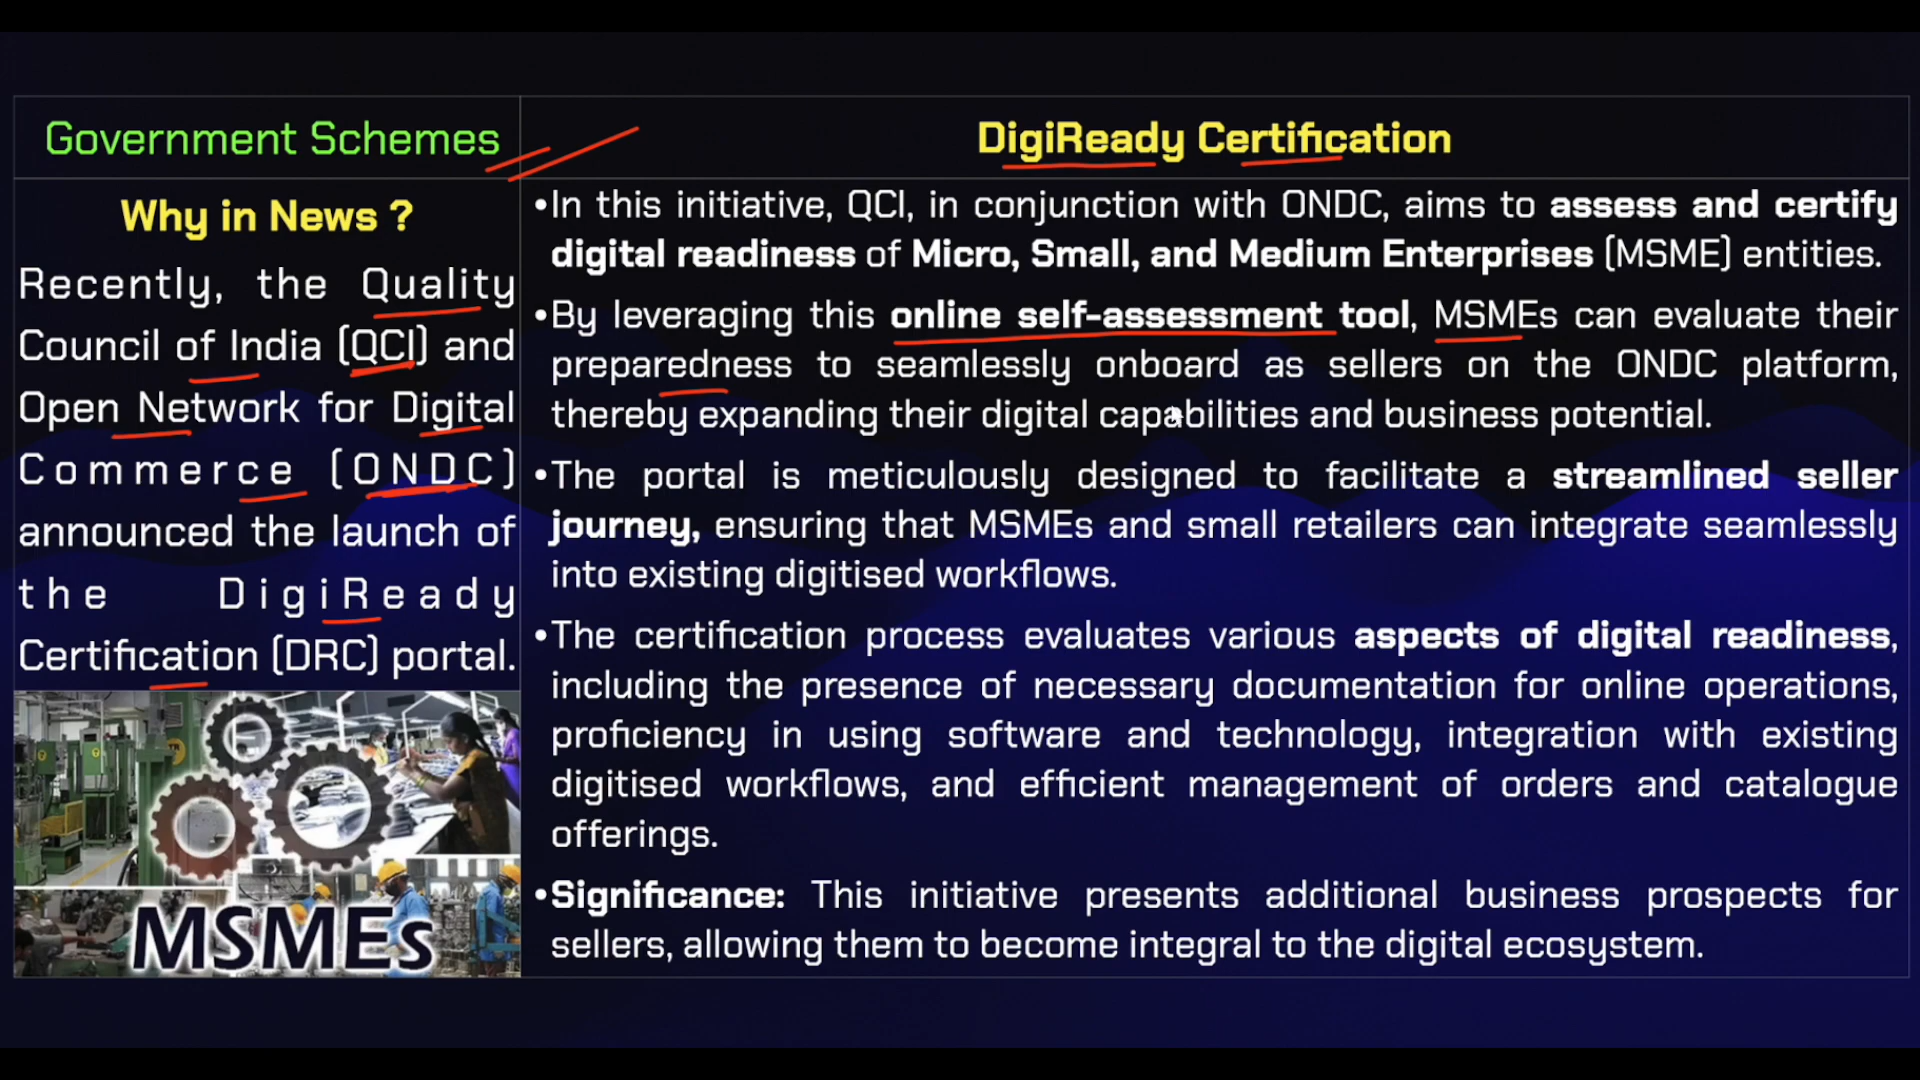 Government Schemes
DigiReady Certification
Why in News ?
Recently, the Quality
Council of India (QCI) and
Open Network for Digital
Commerce (ONDC)
announced the launch of
the DigiReady
Certification (DRC) portal.
MSMEs
•In this initiative, QCI, in conjunction with ONDC, aims to assess and certify
digital readiness of Micro, Small, and Medium Enterprises (MSME) entities.
•By leveraging this online self-assessment tool, MSMEs can evaluate their
preparedness to seamlessly onboard as sellers on the ONDC platform,
thereby expanding their digital capabilities and business potential.
•The portal is meticulously designed to facilitate a streamlined seller
journey, ensuring that MSMEs and small retailers can integrate seamlessly
into existing digitised workflows.
•The certification process evaluates various aspects of digital readiness,
including the presence of necessary documentation for online operations,
proficiency in using software and technology, integration with existing
digitised workflows, and efficient management of orders and catalogue
offerings.
•Significance: This initiative presents additional business prospects for
sellers, allowing them to become integral to the digital ecosystem.